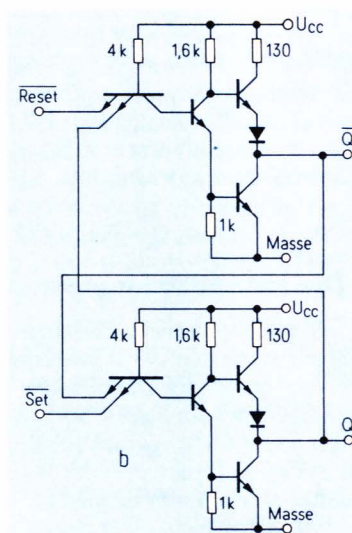 Ucc
4k 1,6k 130
Reset
Q
1k
Masse
Ucc
4k 1,6k 130
Set
Q
b
1k
Masse